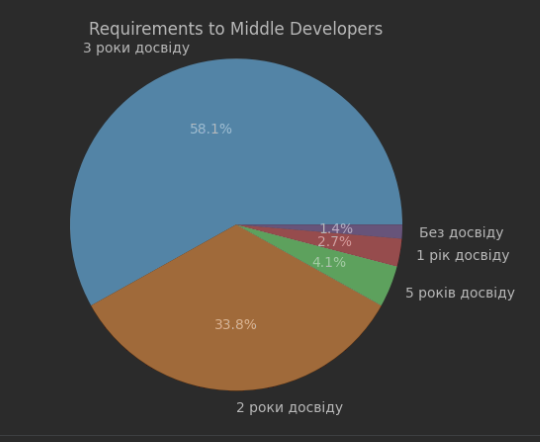 Requirements to Middle Developers
3 роки досвіду
58.1%
1.4%
Без досвіду
2.7%
1 рік досвіду
4.1%
5 років досвіду
33.8%
2 роки досвіду